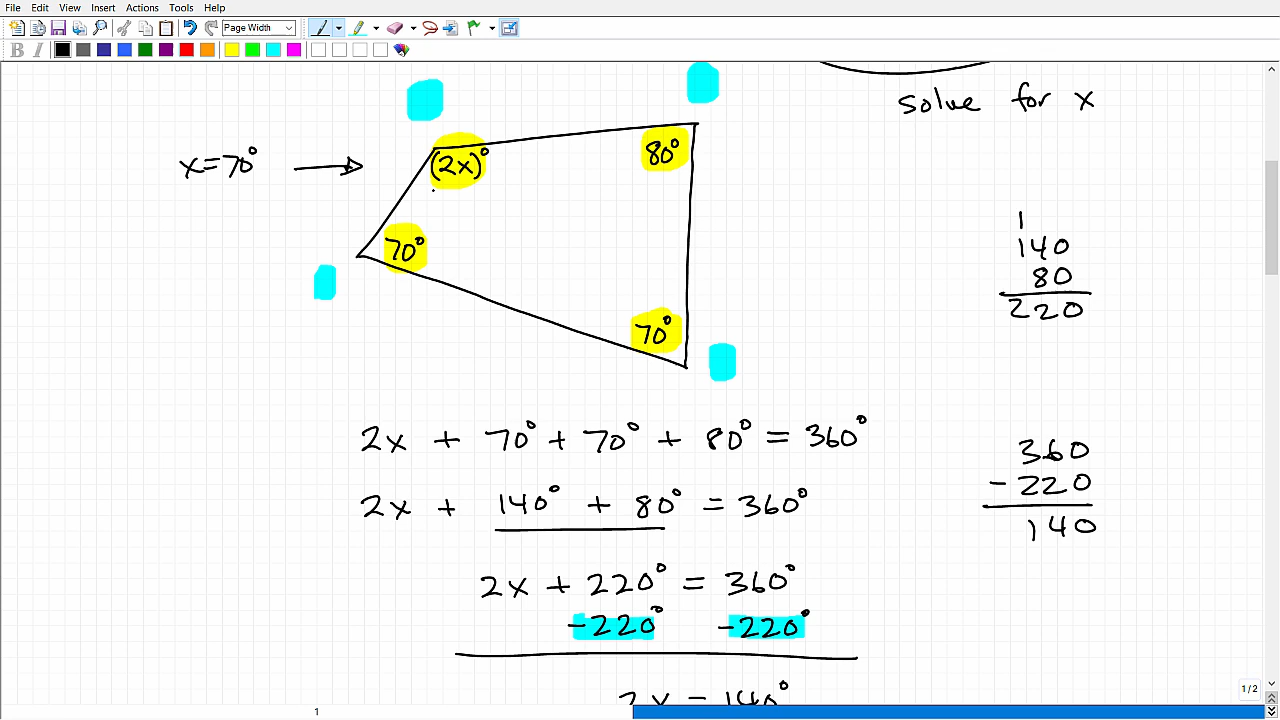 File Edit View Insert Actions Tools Help
Page Width
B I
solve for x
x=70°
(2x)°
80°
70°
70°
1
140
80
220
2x + 70° + 70° + 80° = 360°
2x + 140° + 80° = 360°
360
- 220
140
2x + 220° = 360°
-220° -220°
2x = 140°
1/2
1